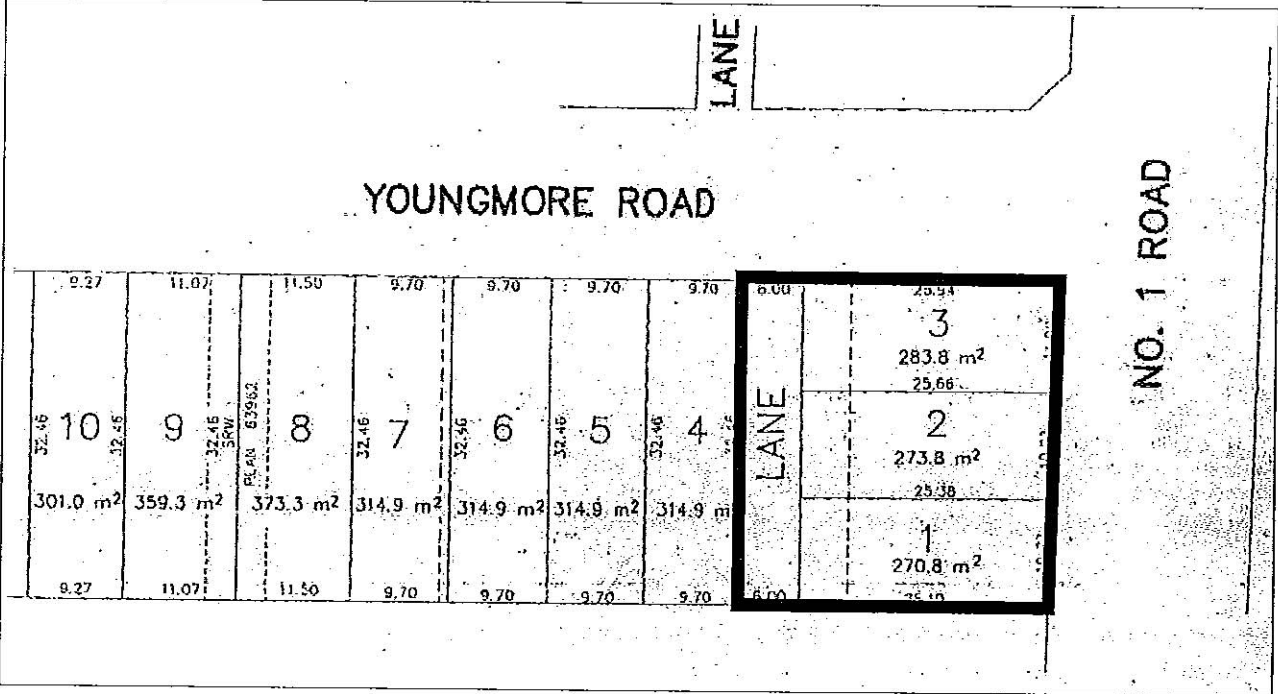 LANE
YOUNGMORE ROAD
NO. 1 ROAD
9.27 11.07 11.50 9.70 9.70 9.70 9.70 6.00 25.94
3
283.8 m²
25.66
32.46 10 32.46 9 32.46 SRW PLAN 63962 8 32.46 7 32.46 6 32.46 5 32.46 4 LANE 2
273.8 m²
25.38
301.0 m² 359.3 m² 373.3 m² 314.9 m² 314.9 m² 314.9 m² 314.9 m
1
270.8 m²
9.27 11.07 11.50 9.70 9.70 9.70 9.70 6.00